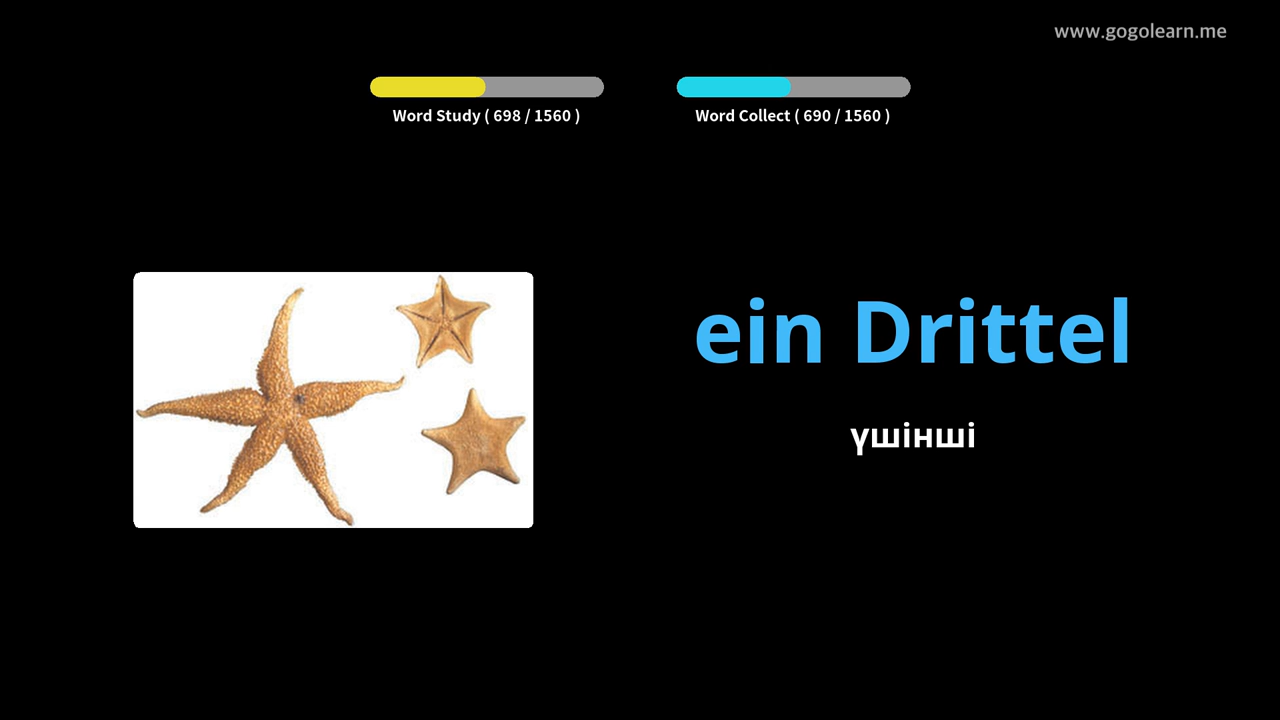 www.gogolearn.me
Word Study ( 698 / 1560 )
Word Collect ( 690 / 1560 )
ein Drittel
үшінші